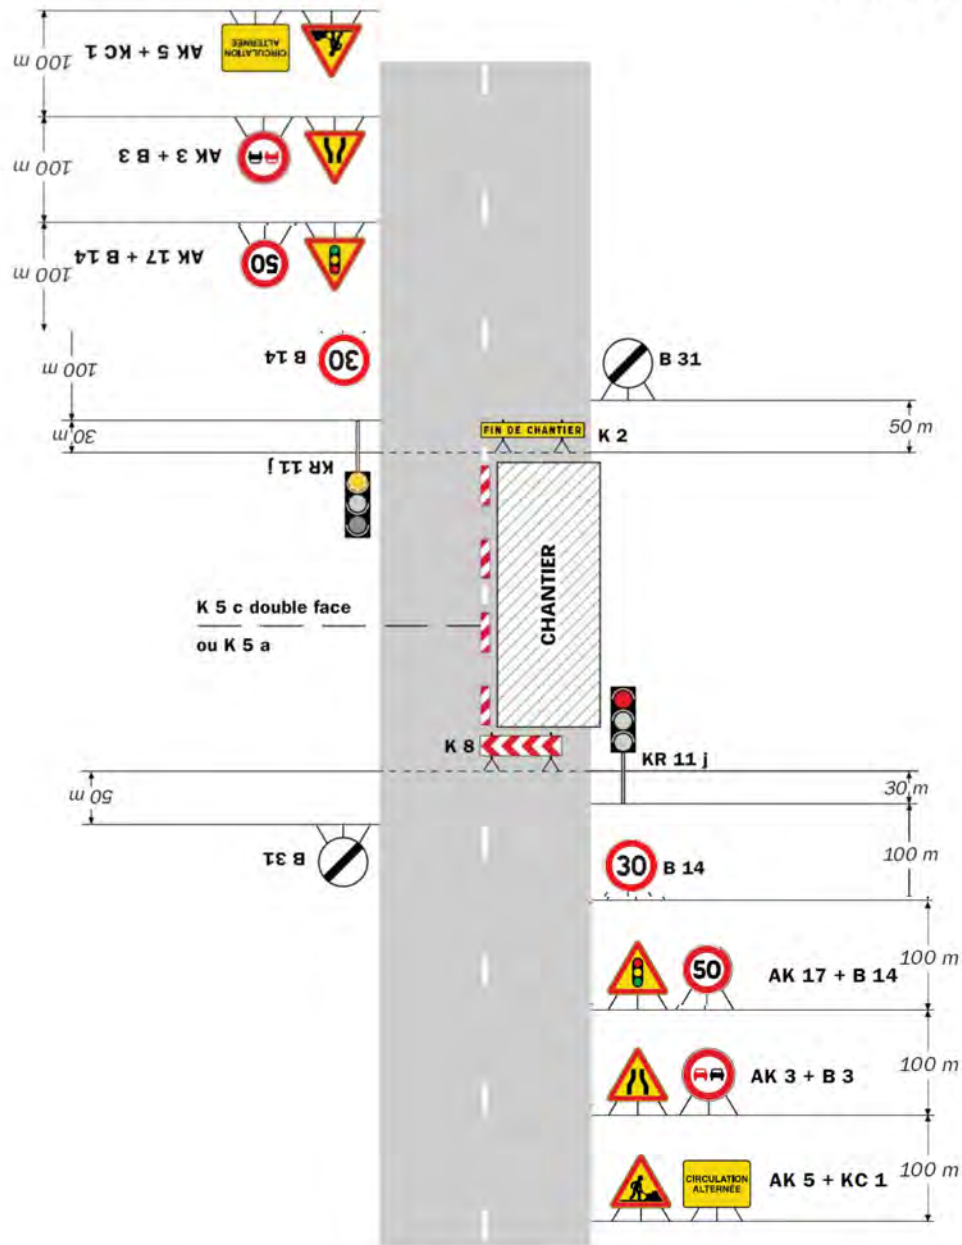 100 m
AK 5 + KC 1
CIRCULATION
ALTERNÉE
100 m
AK 3 + B 3
100 m
AK 17 + B 14
50
100 m
B 14
30
B 31
50 m
30 m
FIN DE CHANTIER
K 2
KR 11 j
CHANTIER
K 5 c double face
ou K 5 a
K 8
KR 11 j
50 m
30 m
B 31
30
B 14
100 m
50
AK 17 + B 14
100 m
AK 3 + B 3
100 m
CIRCULATION
ALTERNÉE
AK 5 + KC 1
100 m